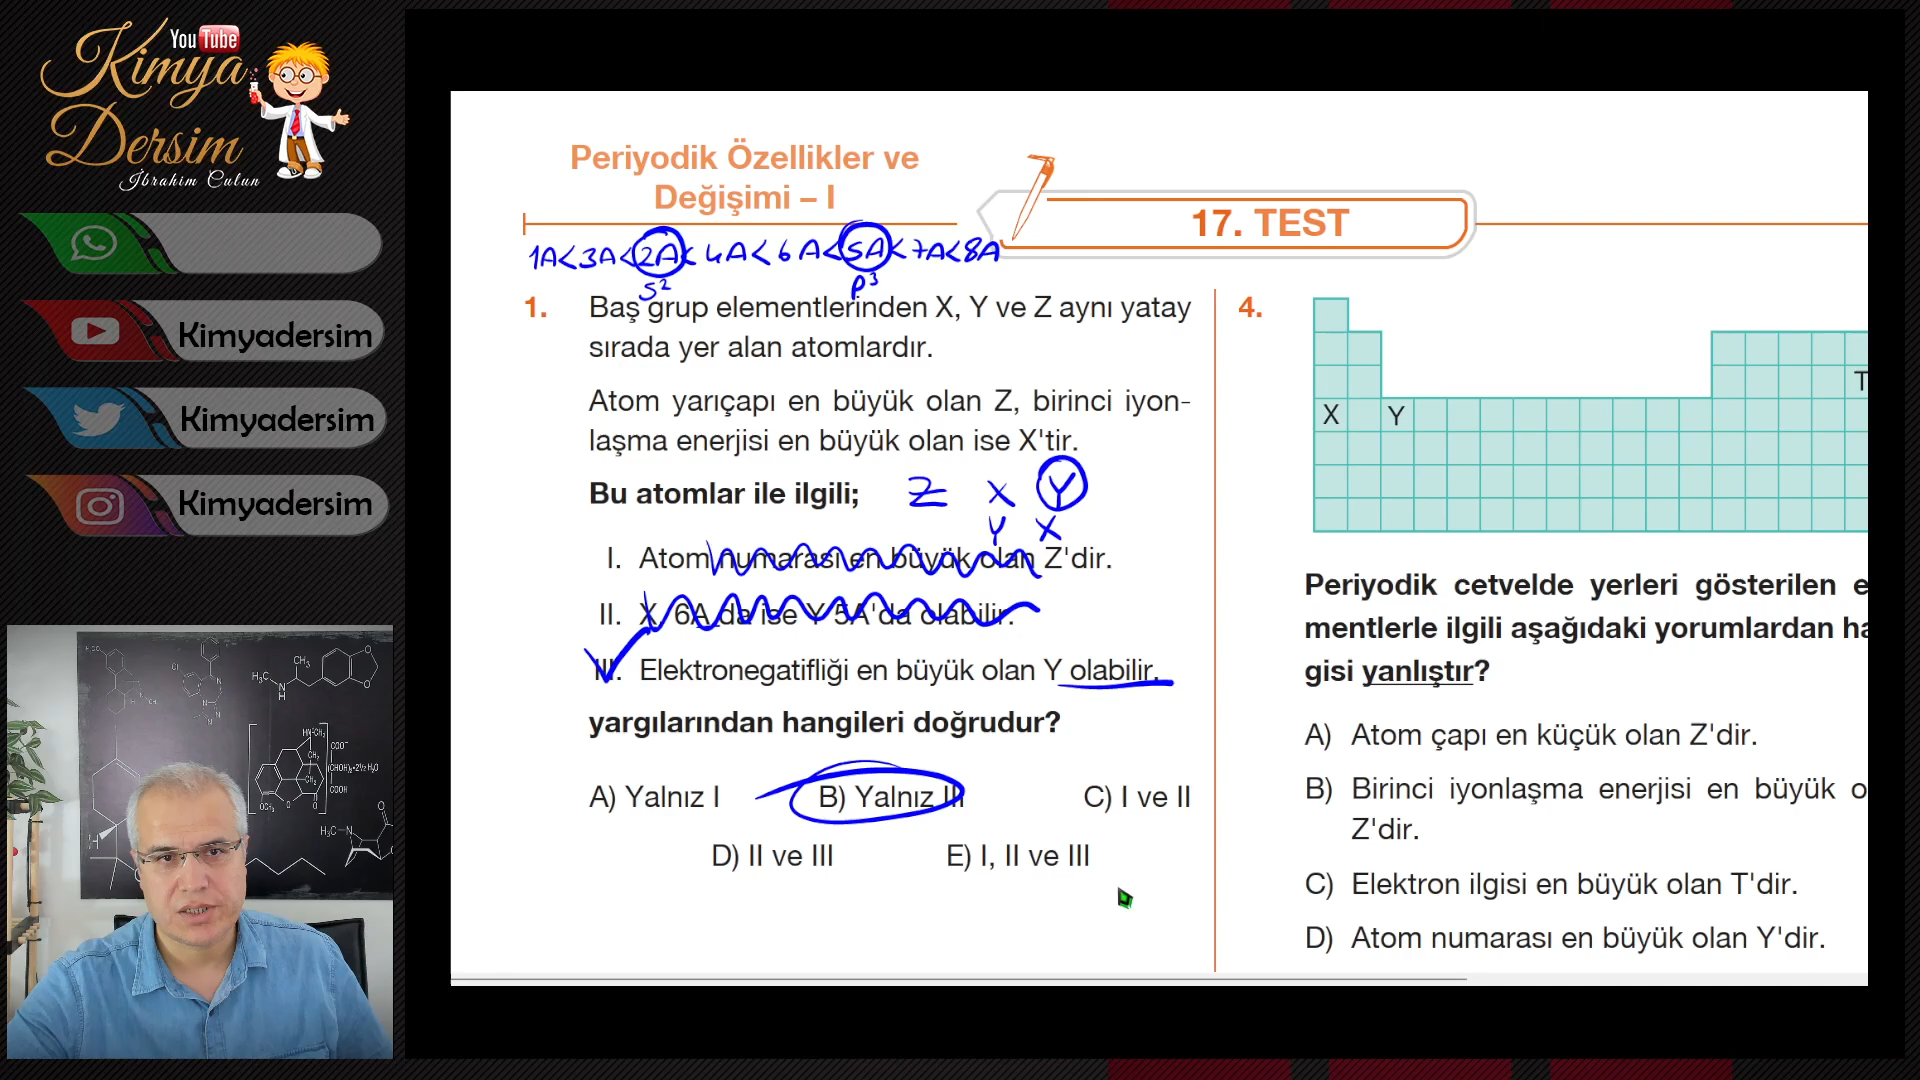 You Tube
Kimya
Dersim
İbrahim Culun
Kimyadersim
Kimyadersim
Kimyadersim
Periyodik Özellikler ve
Değişimi – I
17. TEST
1A<3A<2A<4A<6A<5A<7A<8A
s² p³
1. Baş grup elementlerinden X, Y ve Z aynı yatay
sırada yer alan atomlardır.
Atom yarıçapı en büyük olan Z, birinci iyon-
laşma enerjisi en büyük olan ise X'tir.
Bu atomlar ile ilgili; Z X Y
Y X
I. Atom numarası en büyük olan Z'dir.
II. X, 6A da ise Y 5A'da olabilir.
III. Elektronegatifliği en büyük olan Y olabilir.
yargılarından hangileri doğrudur?
A) Yalnız I B) Yalnız III C) I ve II
D) II ve III E) I, II ve III
4.
T
X Y
Periyodik cetvelde yerleri gösterilen e
mentlerle ilgili aşağıdaki yorumlardan ha
gisi yanlıştır?
A) Atom çapı en küçük olan Z'dir.
B) Birinci iyonlaşma enerjisi en büyük o
Z'dir.
C) Elektron ilgisi en büyük olan T'dir.
D) Atom numarası en büyük olan Y'dir.